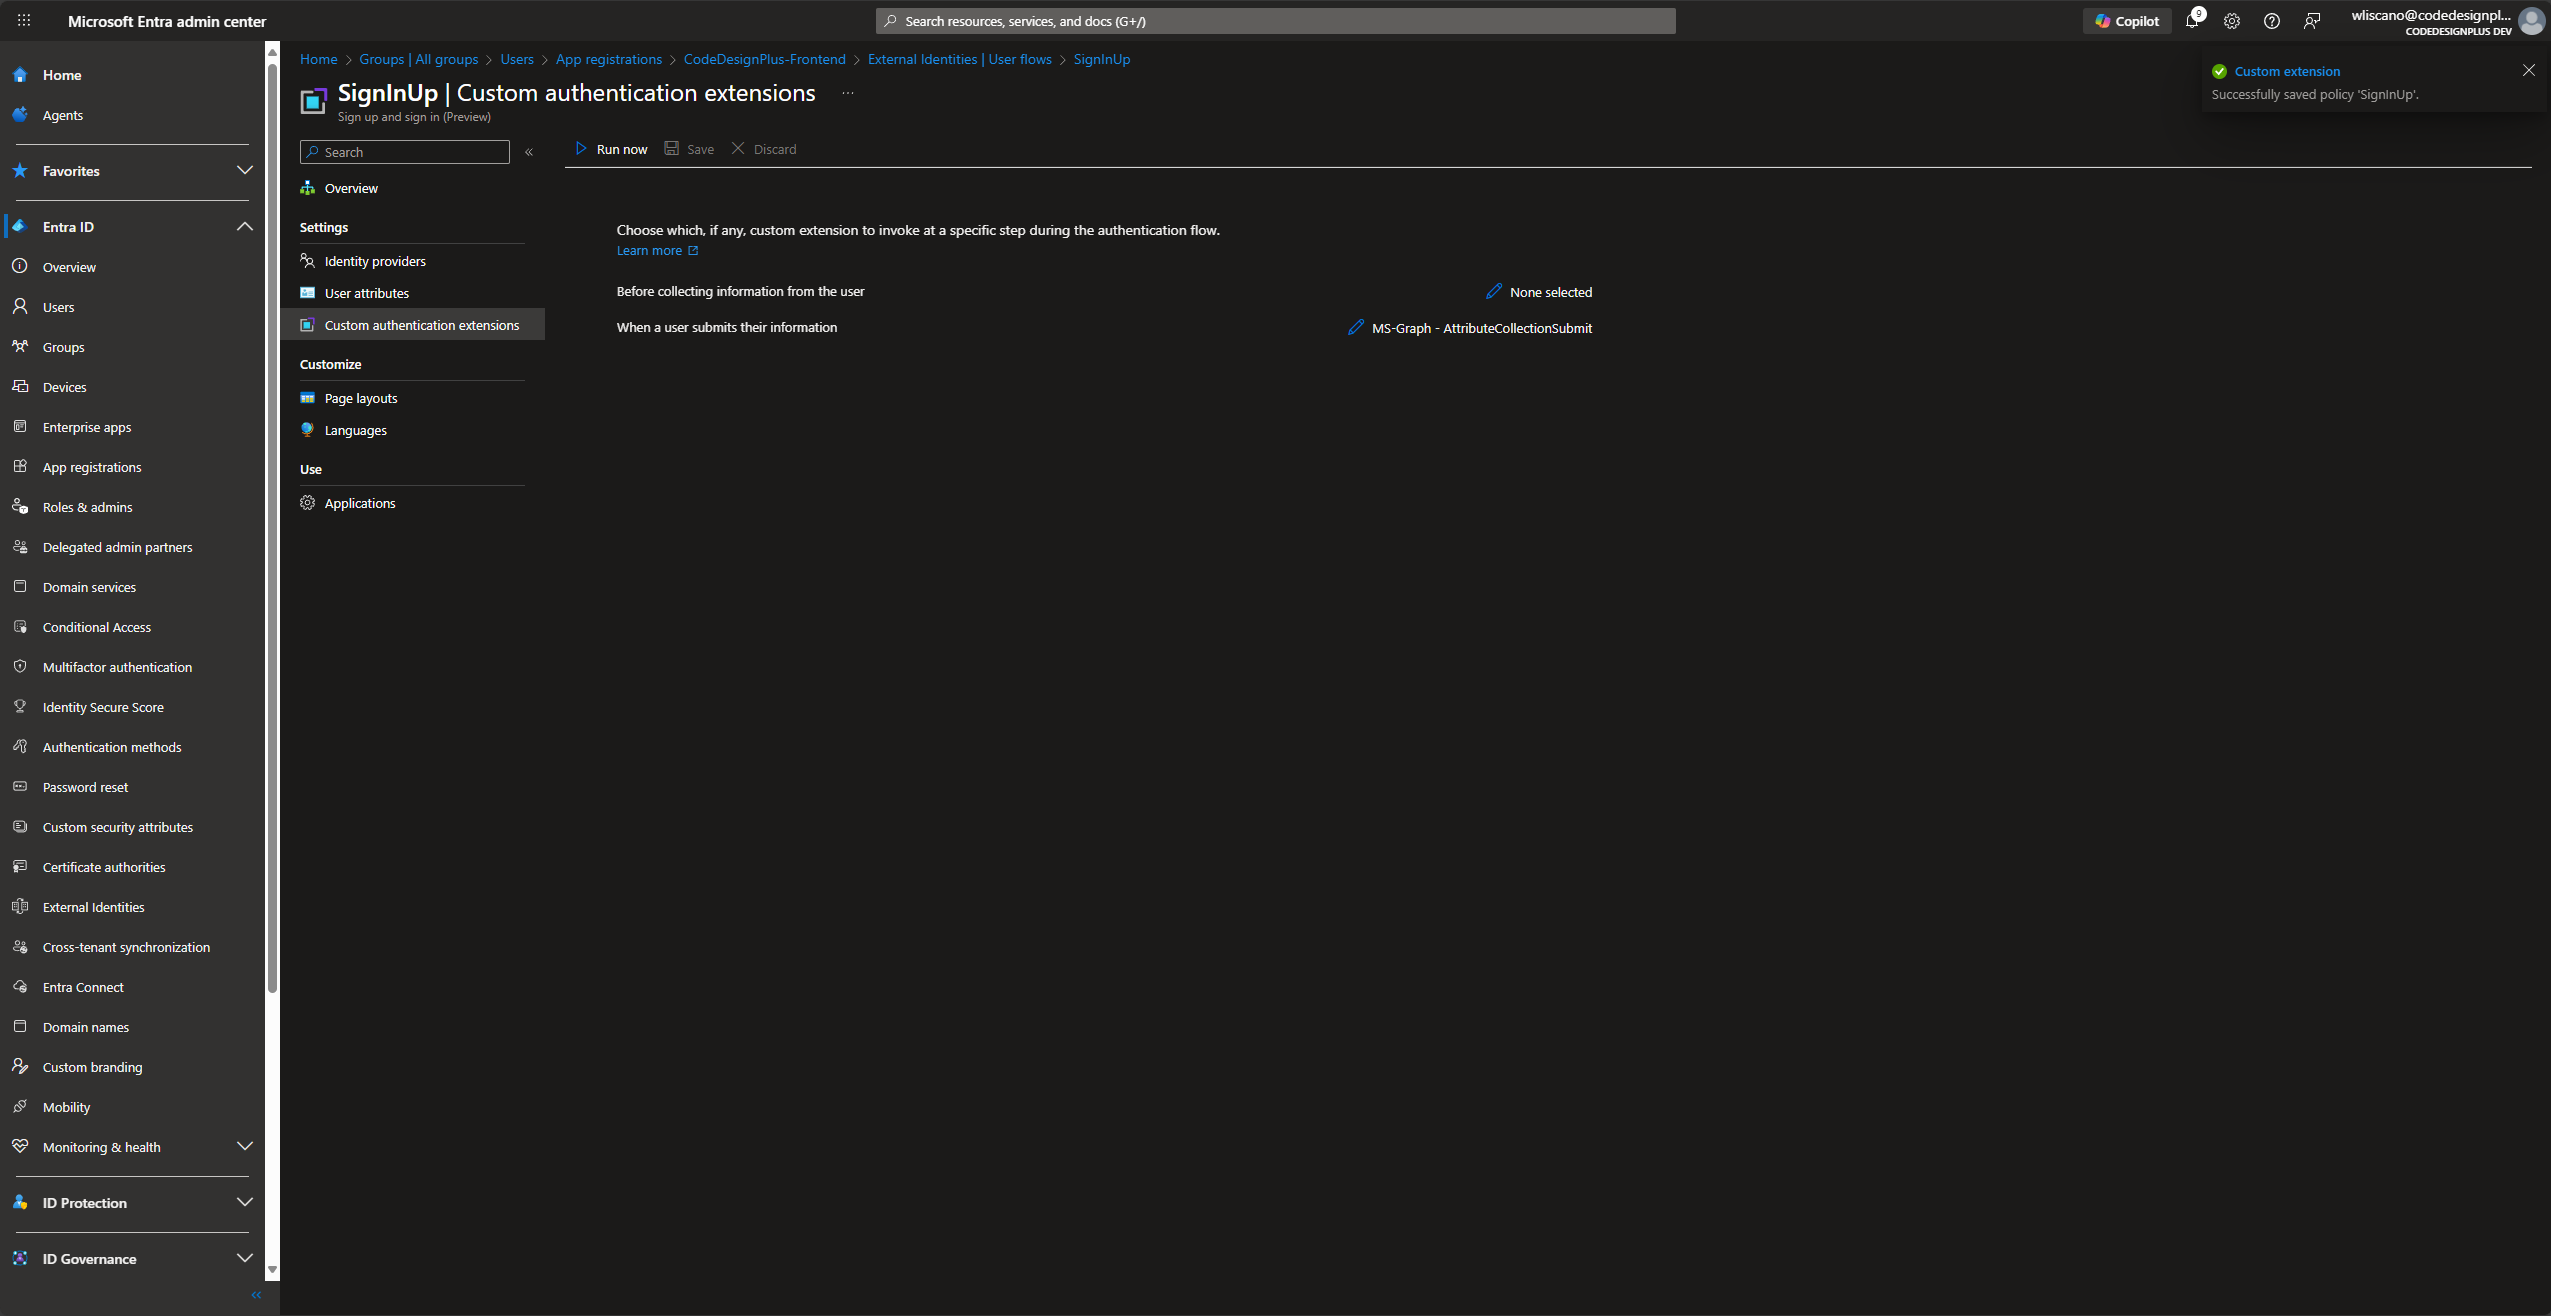 Microsoft Entra admin center
Search resources, services, and docs (G+/)
Copilot
9
wliscano@codedesignpl...
CODEDESIGNPLUS DEV
Home
Agents
Favorites
Entra ID
Overview
Users
Groups
Devices
Enterprise apps
App registrations
Roles & admins
Delegated admin partners
Domain services
Conditional Access
Multifactor authentication
Identity Secure Score
Authentication methods
Password reset
Custom security attributes
Certificate authorities
External Identities
Cross-tenant synchronization
Entra Connect
Domain names
Custom branding
Mobility
Monitoring & health
ID Protection
ID Governance
Home > Groups | All groups > Users > App registrations > CodeDesignPlus-Frontend > External Identities | User flows > SignInUp
SignInUp | Custom authentication extensions ...
Sign up and sign in (Preview)
Search
Overview
Settings
Identity providers
User attributes
Custom authentication extensions
Customize
Page layouts
Languages
Use
Applications
Run now Save Discard
Choose which, if any, custom extension to invoke at a specific step during the authentication flow.
Learn more
Before collecting information from the user None selected
When a user submits their information MS-Graph - AttributeCollectionSubmit
Custom extension
Successfully saved policy 'SignInUp'.